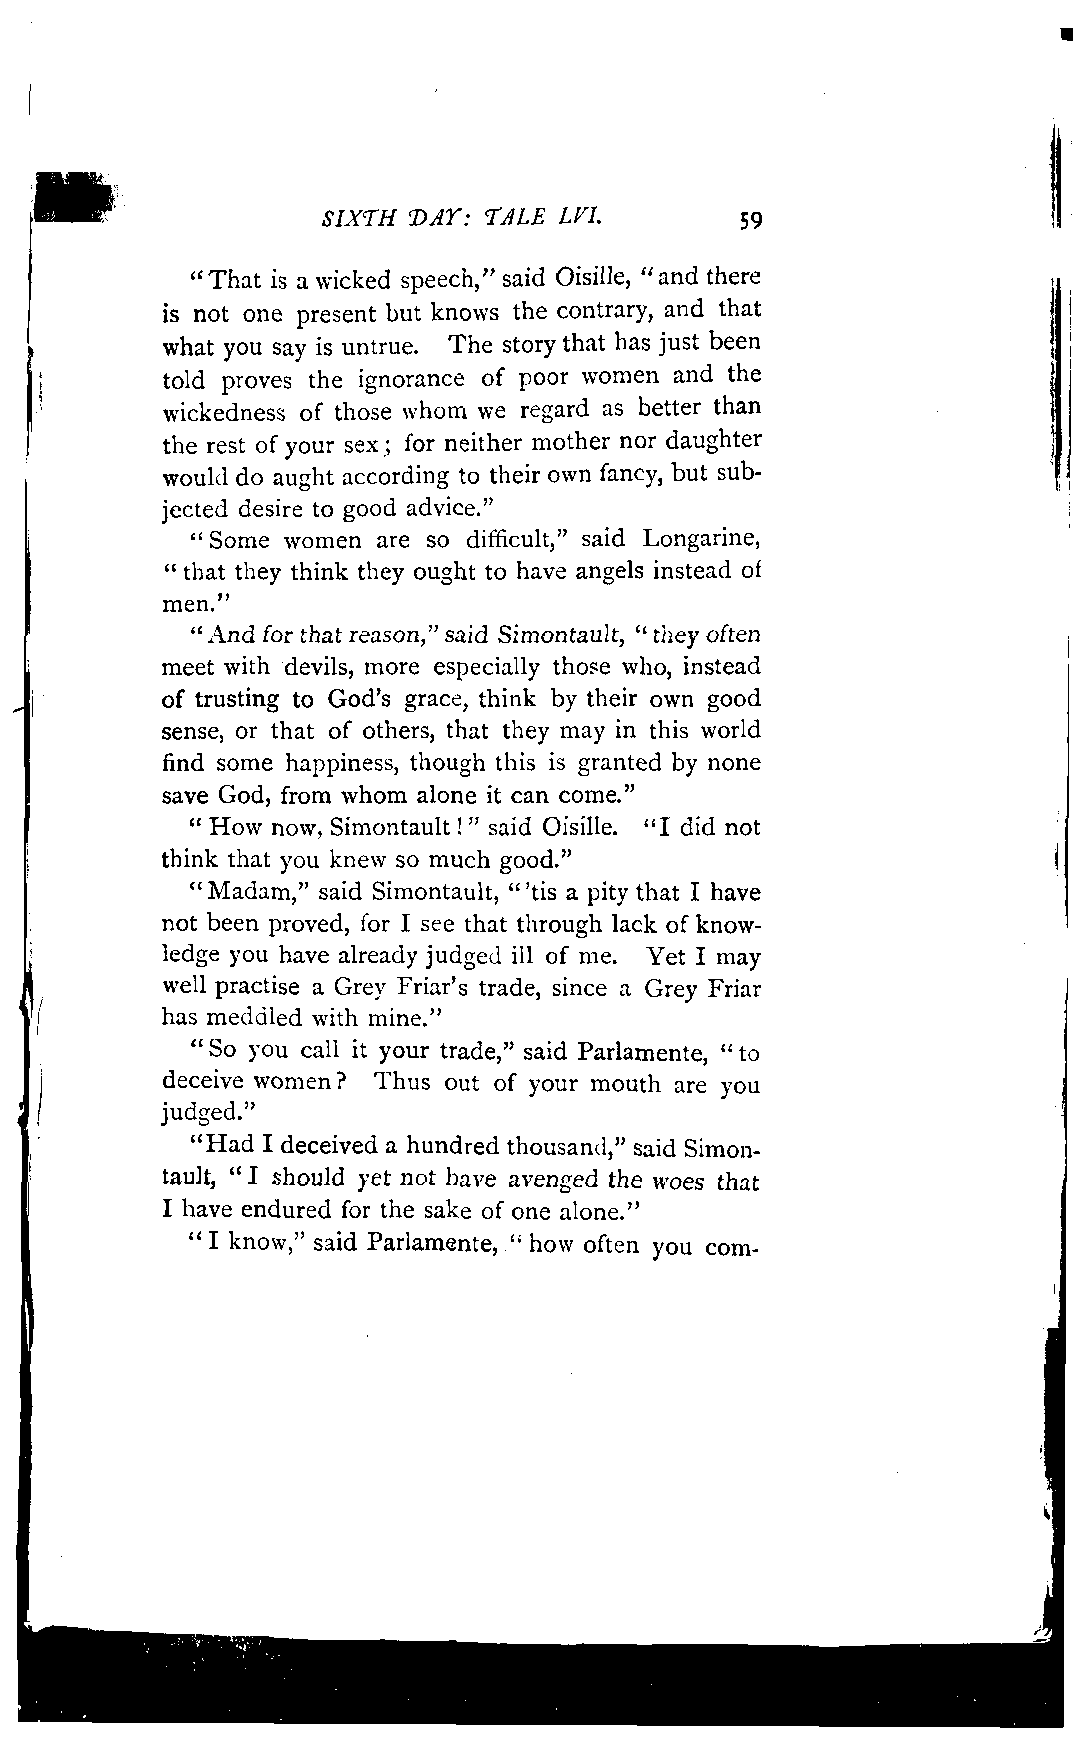 SIXTH DAY: TALE LVI. 59
"That is a wicked speech," said Oisille, "and there
is not one present but knows the contrary, and that
what you say is untrue. The story that has just been
told proves the ignorance of poor women and the
wickedness of those whom we regard as better than
the rest of your sex; for neither mother nor daughter
would do aught according to their own fancy, but sub-
jected desire to good advice."
"Some women are so difficult," said Longarine,
"that they think they ought to have angels instead of
men."
"And for that reason," said Simontault, "they often
meet with devils, more especially those who, instead
of trusting to God's grace, think by their own good
sense, or that of others, that they may in this world
find some happiness, though this is granted by none
save God, from whom alone it can come."
"How now, Simontault!" said Oisille. "I did not
think that you knew so much good."
"Madam," said Simontault, "'tis a pity that I have
not been proved, for I see that through lack of know-
ledge you have already judged ill of me. Yet I may
well practise a Grey Friar's trade, since a Grey Friar
has meddled with mine."
"So you call it your trade," said Parlamente, "to
deceive women? Thus out of your mouth are you
judged."
"Had I deceived a hundred thousand," said Simon-
tault, "I should yet not have avenged the woes that
I have endured for the sake of one alone."
"I know," said Parlamente, "how often you com-